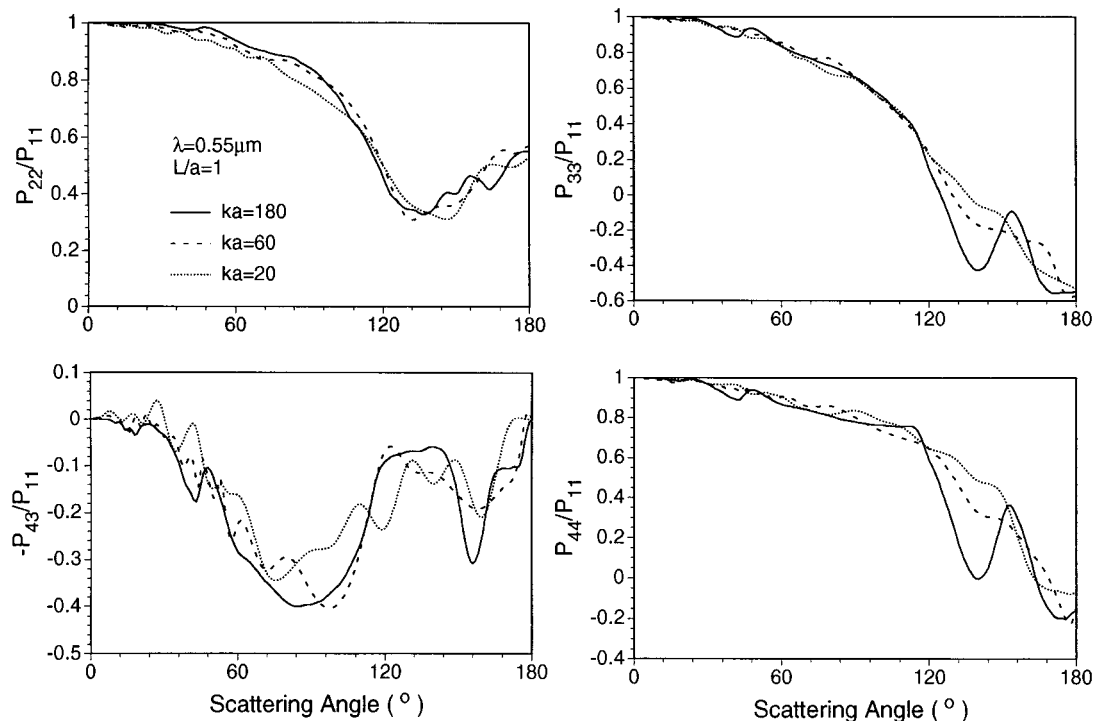 P22/P11
1
0.8
0.6
0.4
0.2
0
λ=0.55μm
L/a=1
ka=180
ka=60
ka=20
0 60 120 180
P33/P11
1
0.8
0.6
0.4
0.2
0
-0.2
-0.4
-0.6
0 60 120 180
-P43/P11
0.1
0
-0.1
-0.2
-0.3
-0.4
-0.5
0 60 120 180
Scattering Angle ( ° )
P44/P11
1
0.8
0.6
0.4
0.2
0
-0.2
-0.4
0 60 120 180
Scattering Angle ( ° )